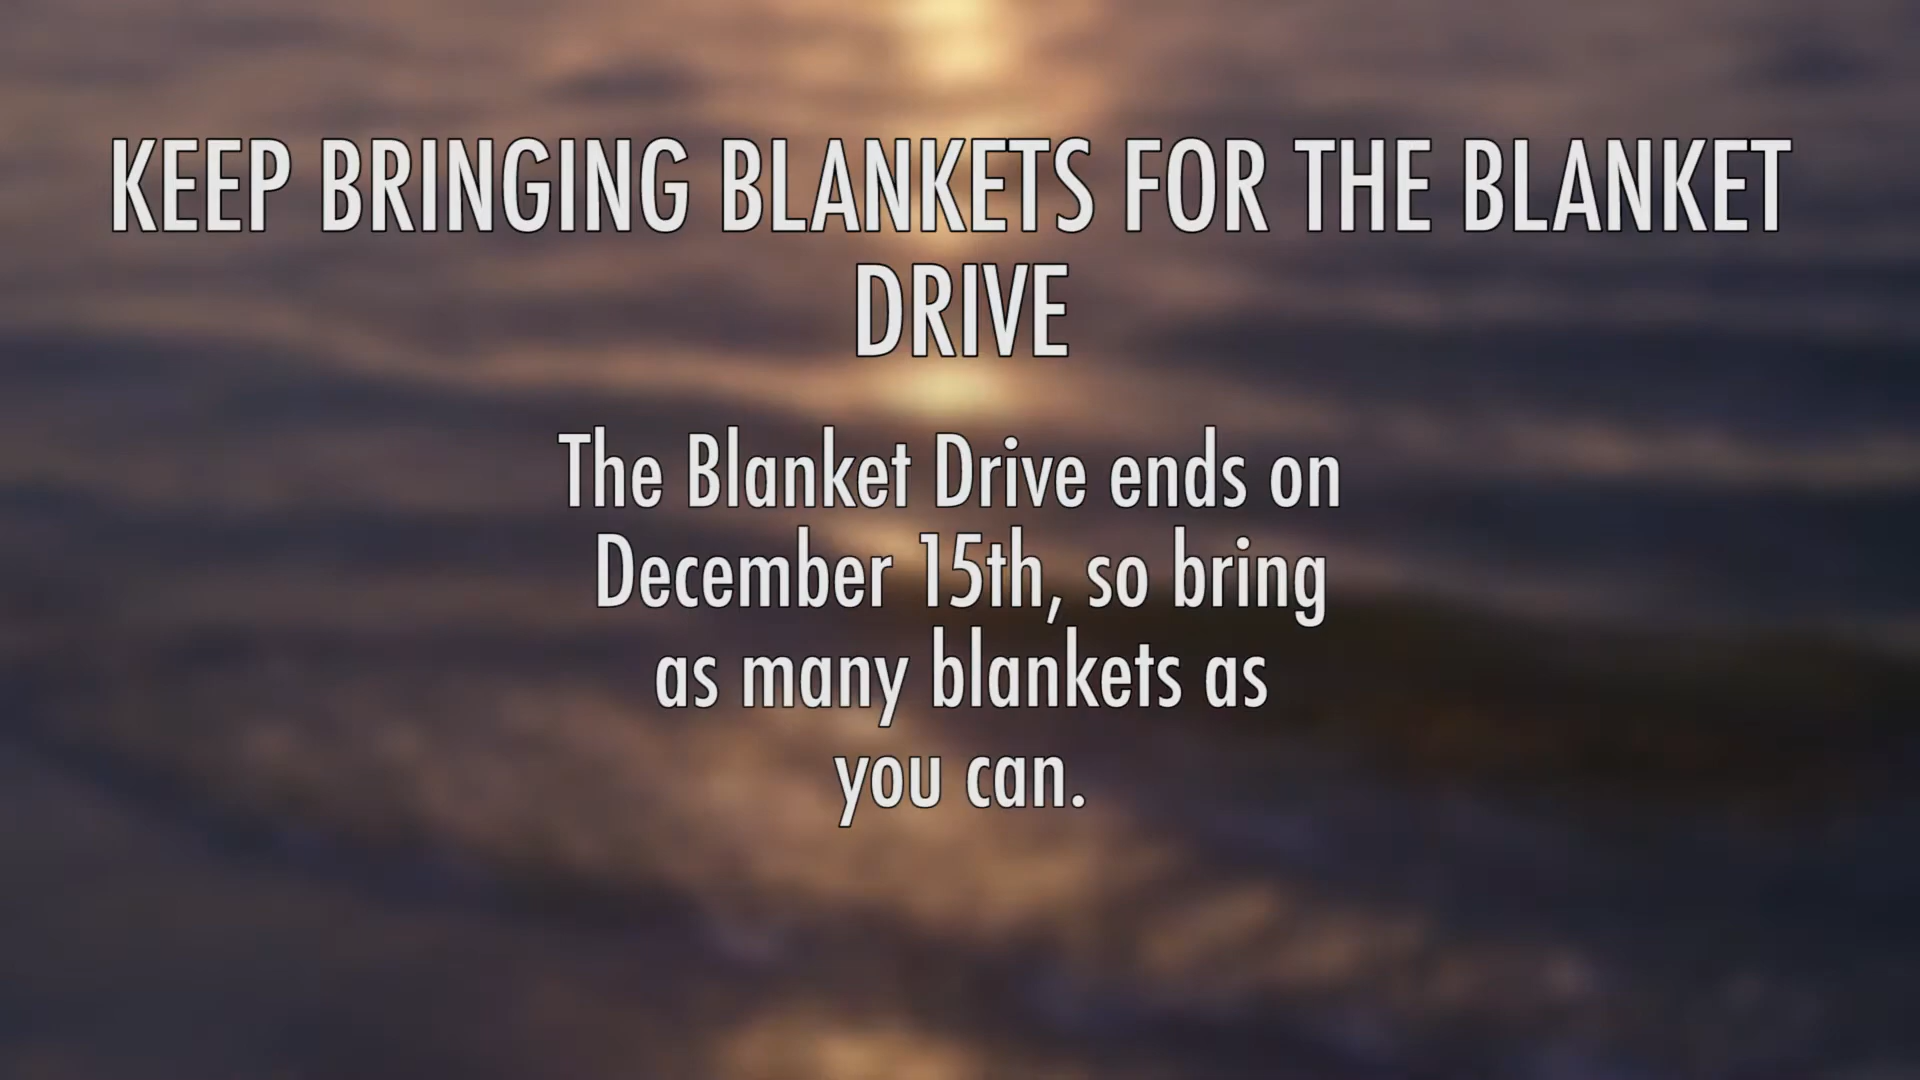 KEEP BRINGING BLANKETS FOR THE BLANKET
DRIVE
The Blanket Drive ends on
December 15th, so bring
as many blankets as
you can.